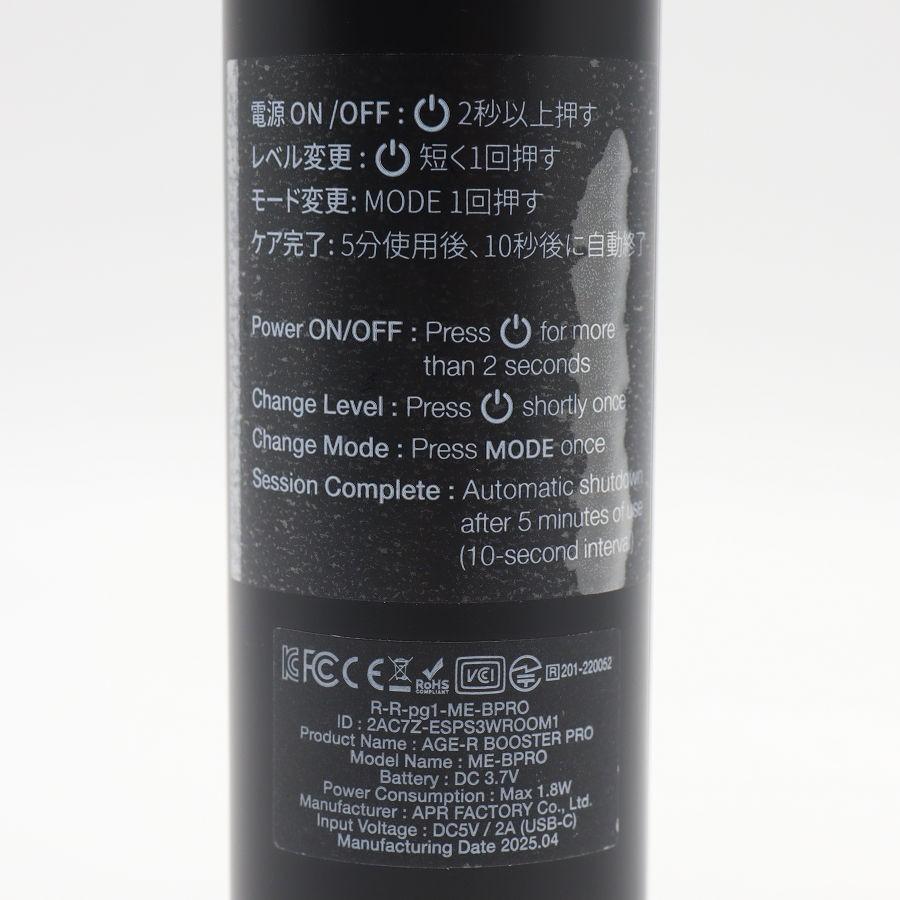 電源 ON /OFF : ⏻ 2秒以上押す
レベル変更 : ⏻ 短く1回押す
モード変更: MODE 1回押す
ケア完了: 5分使用後、10秒後に自動終了
Power ON/OFF : Press ⏻ for more
than 2 seconds
Change Level : Press ⏻ shortly once
Change Mode : Press MODE once
Session Complete : Automatic shutdown
after 5 minutes of use
(10-second interval)
KC FC CE RoHS COMPLIANT VCI R 201-220052
R-R-pg1-ME-BPRO
ID : 2AC7Z-ESPS3WROOM1
Product Name : AGE-R BOOSTER PRO
Model Name : ME-BPRO
Battery : DC 3.7V
Power Consumption : Max 1.8W
Manufacturer : APR FACTORY Co., Ltd.
Input Voltage : DC5V / 2A (USB-C)
Manufacturing Date 2025.04